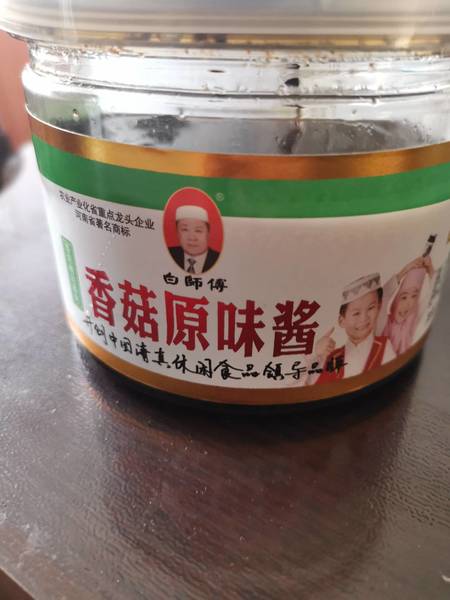 农业产业化省重点龙头企业
河南省著名商标
®
白師傅
香菇原味酱
开创中国清真休闲食品领导品牌